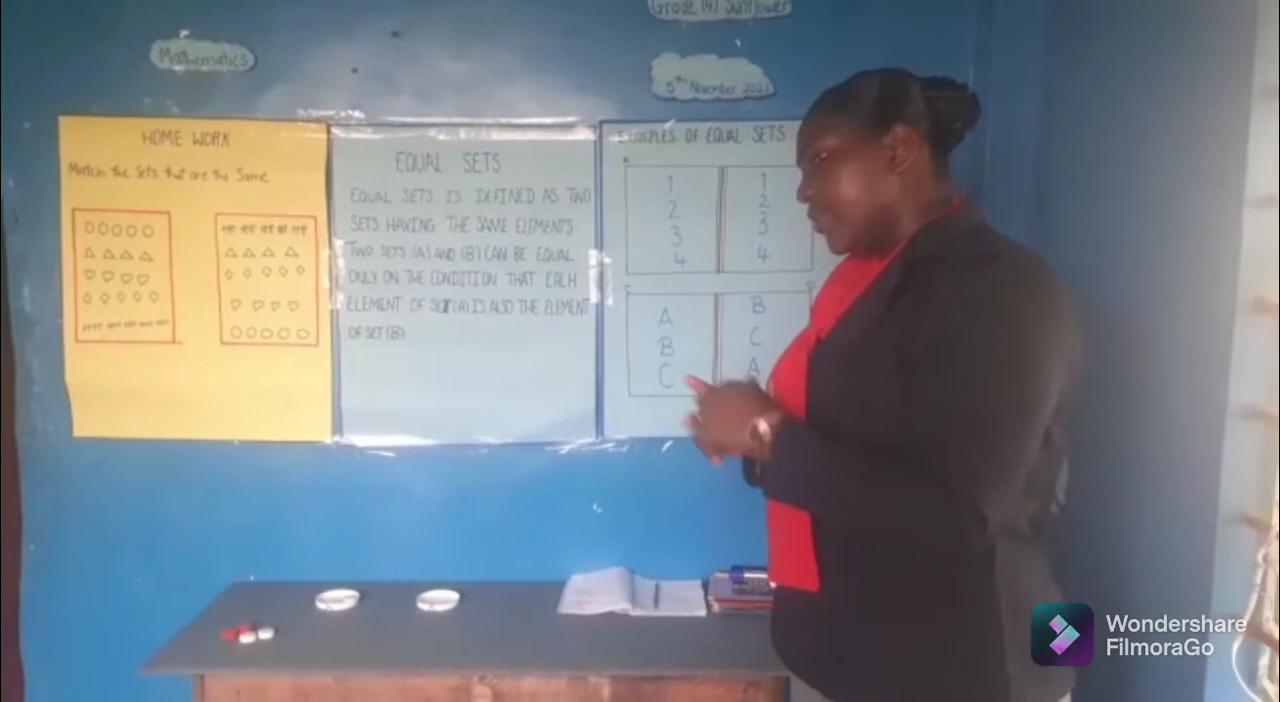 Grade (4) Sunflower
Mathematics
5th November 2021
HOME WORK
Match the Sets that are the Same
EQUAL SETS
EQUAL SETS IS DEFINED AS TWO
SETS HAVING THE SAME ELEMENTS
TWO SETS (A) AND (B) CAN BE EQUAL
ONLY ON THE CONDITION THAT EACH
ELEMENT OF SET (A) IS ALSO THE ELEMENT
OF SET (B)
EXAMPLES OF EQUAL SETS
1 1
2 2
3 3
4 4
A B
B C
C A
Wondershare
FilmoraGo